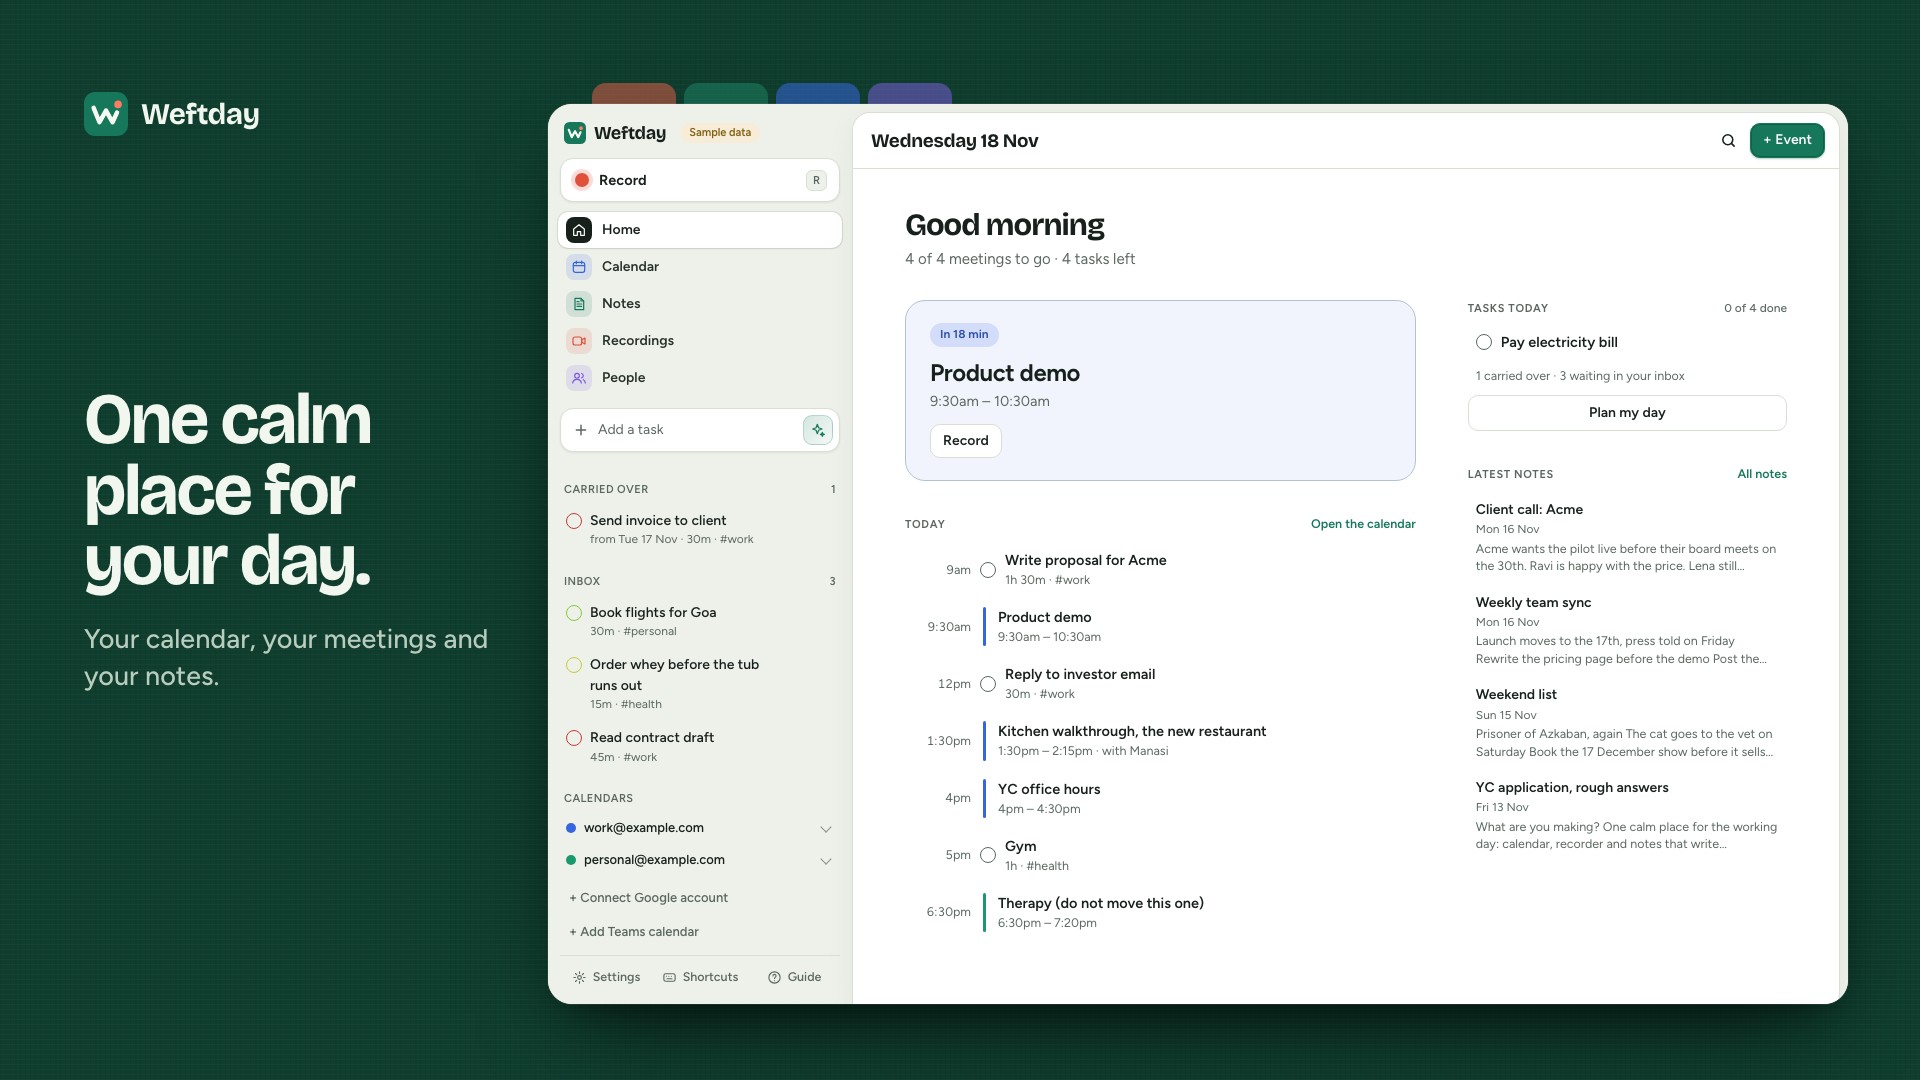 Weftday
One calm
place for
your day.
Your calendar, your meetings and
your notes.
Weftday
Sample data
Record
R
Home
Calendar
Notes
Recordings
People
Add a task
CARRIED OVER 1
Send invoice to client
from Tue 17 Nov · 30m · #work
INBOX 3
Book flights for Goa
30m · #personal
Order whey before the tub
runs out
15m · #health
Read contract draft
45m · #work
CALENDARS
work@example.com
personal@example.com
+ Connect Google account
+ Add Teams calendar
Settings
Shortcuts
Guide
Wednesday 18 Nov
+ Event
Good morning
4 of 4 meetings to go · 4 tasks left
In 18 min
Product demo
9:30am – 10:30am
Record
TODAY
Open the calendar
9am
Write proposal for Acme
1h 30m · #work
9:30am
Product demo
9:30am – 10:30am
12pm
Reply to investor email
30m · #work
1:30pm
Kitchen walkthrough, the new restaurant
1:30pm – 2:15pm · with Manasi
4pm
YC office hours
4pm – 4:30pm
5pm
Gym
1h · #health
6:30pm
Therapy (do not move this one)
6:30pm – 7:20pm
TASKS TODAY
0 of 4 done
Pay electricity bill
1 carried over · 3 waiting in your inbox
Plan my day
LATEST NOTES
All notes
Client call: Acme
Mon 16 Nov
Acme wants the pilot live before their board meets on
the 30th. Ravi is happy with the price. Lena still...
Weekly team sync
Mon 16 Nov
Launch moves to the 17th, press told on Friday
Rewrite the pricing page before the demo Post the...
Weekend list
Sun 15 Nov
Prisoner of Azkaban, again The cat goes to the vet on
Saturday Book the 17 December show before it sells...
YC application, rough answers
Fri 13 Nov
What are you making? One calm place for the working
day: calendar, recorder and notes that write...